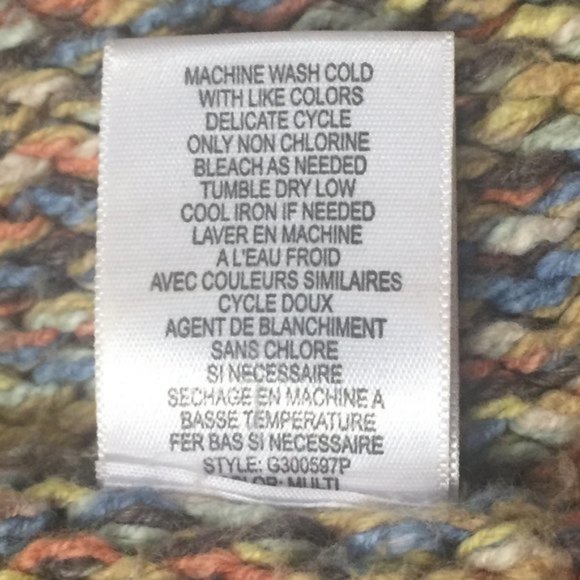 MACHINE WASH COLD
WITH LIKE COLORS
DELICATE CYCLE
ONLY NON CHLORINE
BLEACH AS NEEDED
TUMBLE DRY LOW
COOL IRON IF NEEDED
LAVER EN MACHINE
A L'EAU FROID
AVEC COULEURS SIMILAIRES
CYCLE DOUX
AGENT DE BLANCHIMENT
SANS CHLORE
SI NECESSAIRE
SECHAGE EN MACHINE A
BASSE TEMPERATURE
FER BAS SI NECESSAIRE
STYLE: G300597P
COLOR: MULTI